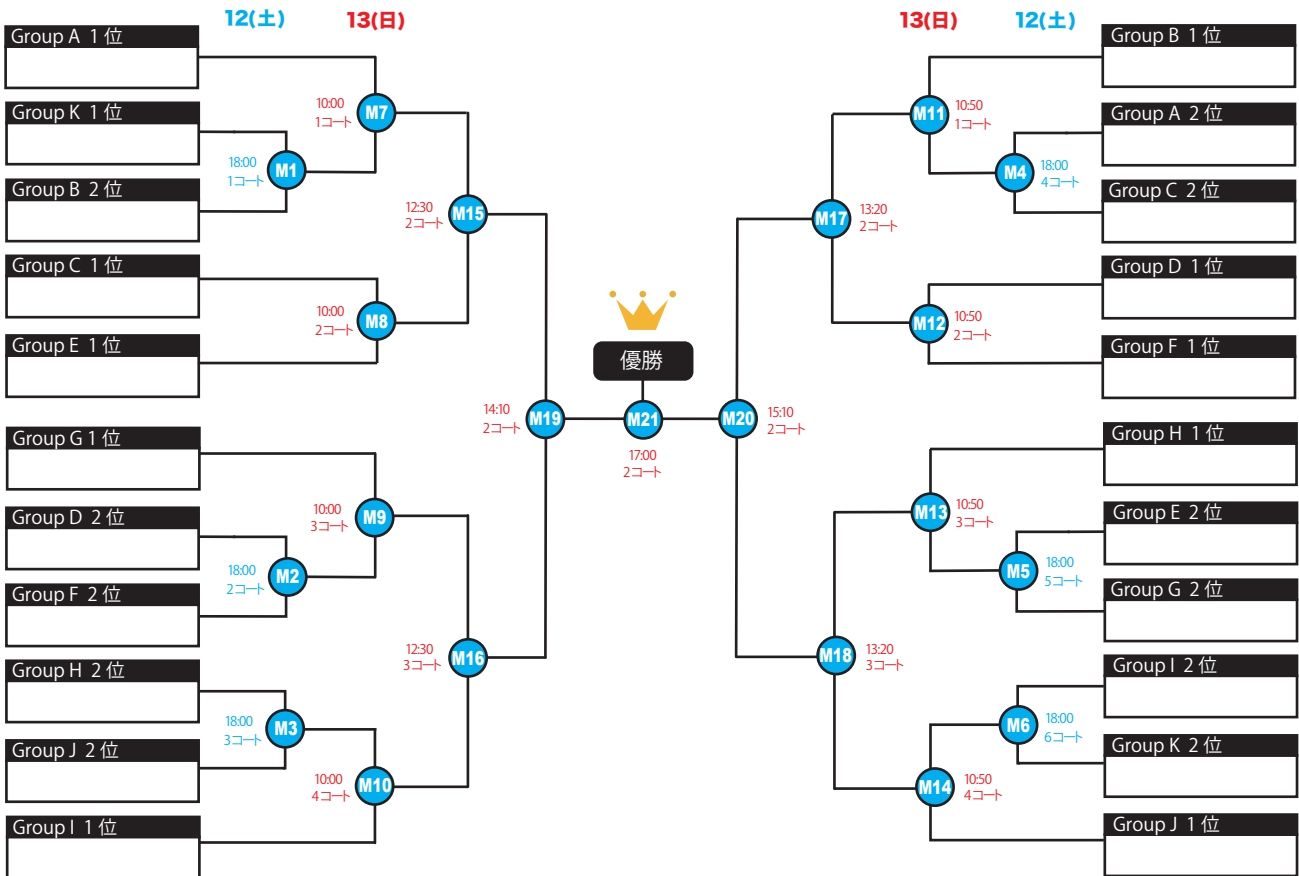 12(土)
13(日)
13(日)
12(土)
Group A 1 位
Group K 1 位
Group B 2 位
Group C 1 位
Group E 1 位
Group G 1 位
Group D 2 位
Group F 2 位
Group H 2 位
Group J 2 位
Group I 1 位
18:00
1コート
M1
18:00
2コート
M2
18:00
3コート
M3
10:00
1コート
M7
10:00
2コート
M8
10:00
3コート
M9
10:00
4コート
M10
12:30
2コート
M15
12:30
3コート
M16
14:10
2コート
M19
優勝
M21
17:00
2コート
M20
15:10
2コート
M17
13:20
2コート
M18
13:20
3コート
M11
10:50
1コート
M12
10:50
2コート
M13
10:50
3コート
M14
10:50
4コート
M4
18:00
4コート
M5
18:00
5コート
M6
18:00
6コート
Group B 1 位
Group A 2 位
Group C 2 位
Group D 1 位
Group F 1 位
Group H 1 位
Group E 2 位
Group G 2 位
Group I 2 位
Group K 2 位
Group J 1 位